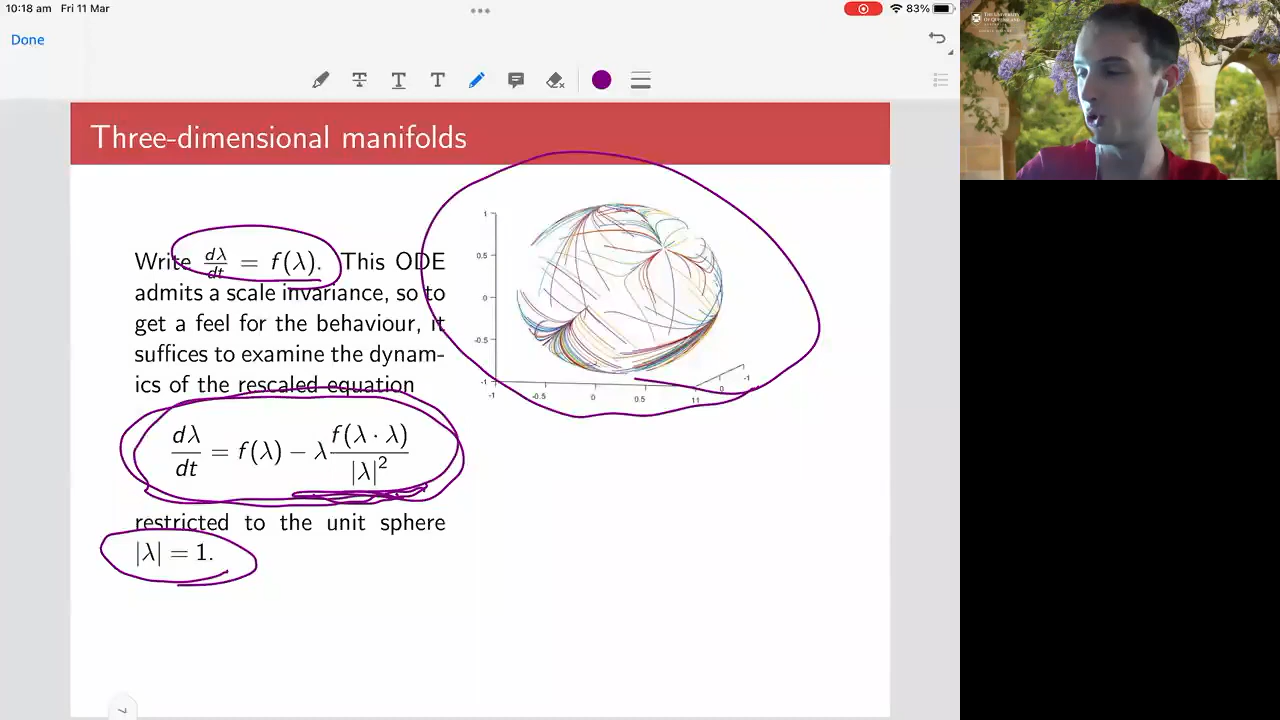 10:18 am Fri 11 Mar
83%
Done
T T T
Three-dimensional manifolds
Write dλ/dt = f(λ). This ODE
admits a scale invariance, so to
get a feel for the behaviour, it
suffices to examine the dynam-
ics of the rescaled equation
dλ/dt = f(λ) − λ f(λ · λ)/|λ|²
restricted to the unit sphere
|λ| = 1.
1
0.5
0
-0.5
-1
-1 -0.5 0 0.5 11 0 -1
7